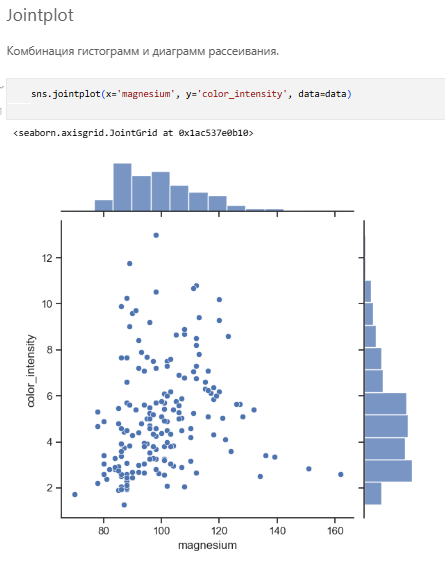 Jointplot
Комбинация гистограмм и диаграмм рассеивания.
sns.jointplot(x='magnesium', y='color_intensity', data=data)
<seaborn.axisgrid.JointGrid at 0x1ac537e0b10>
12
10
8
6
4
2
color_intensity
80 100 120 140 160
magnesium